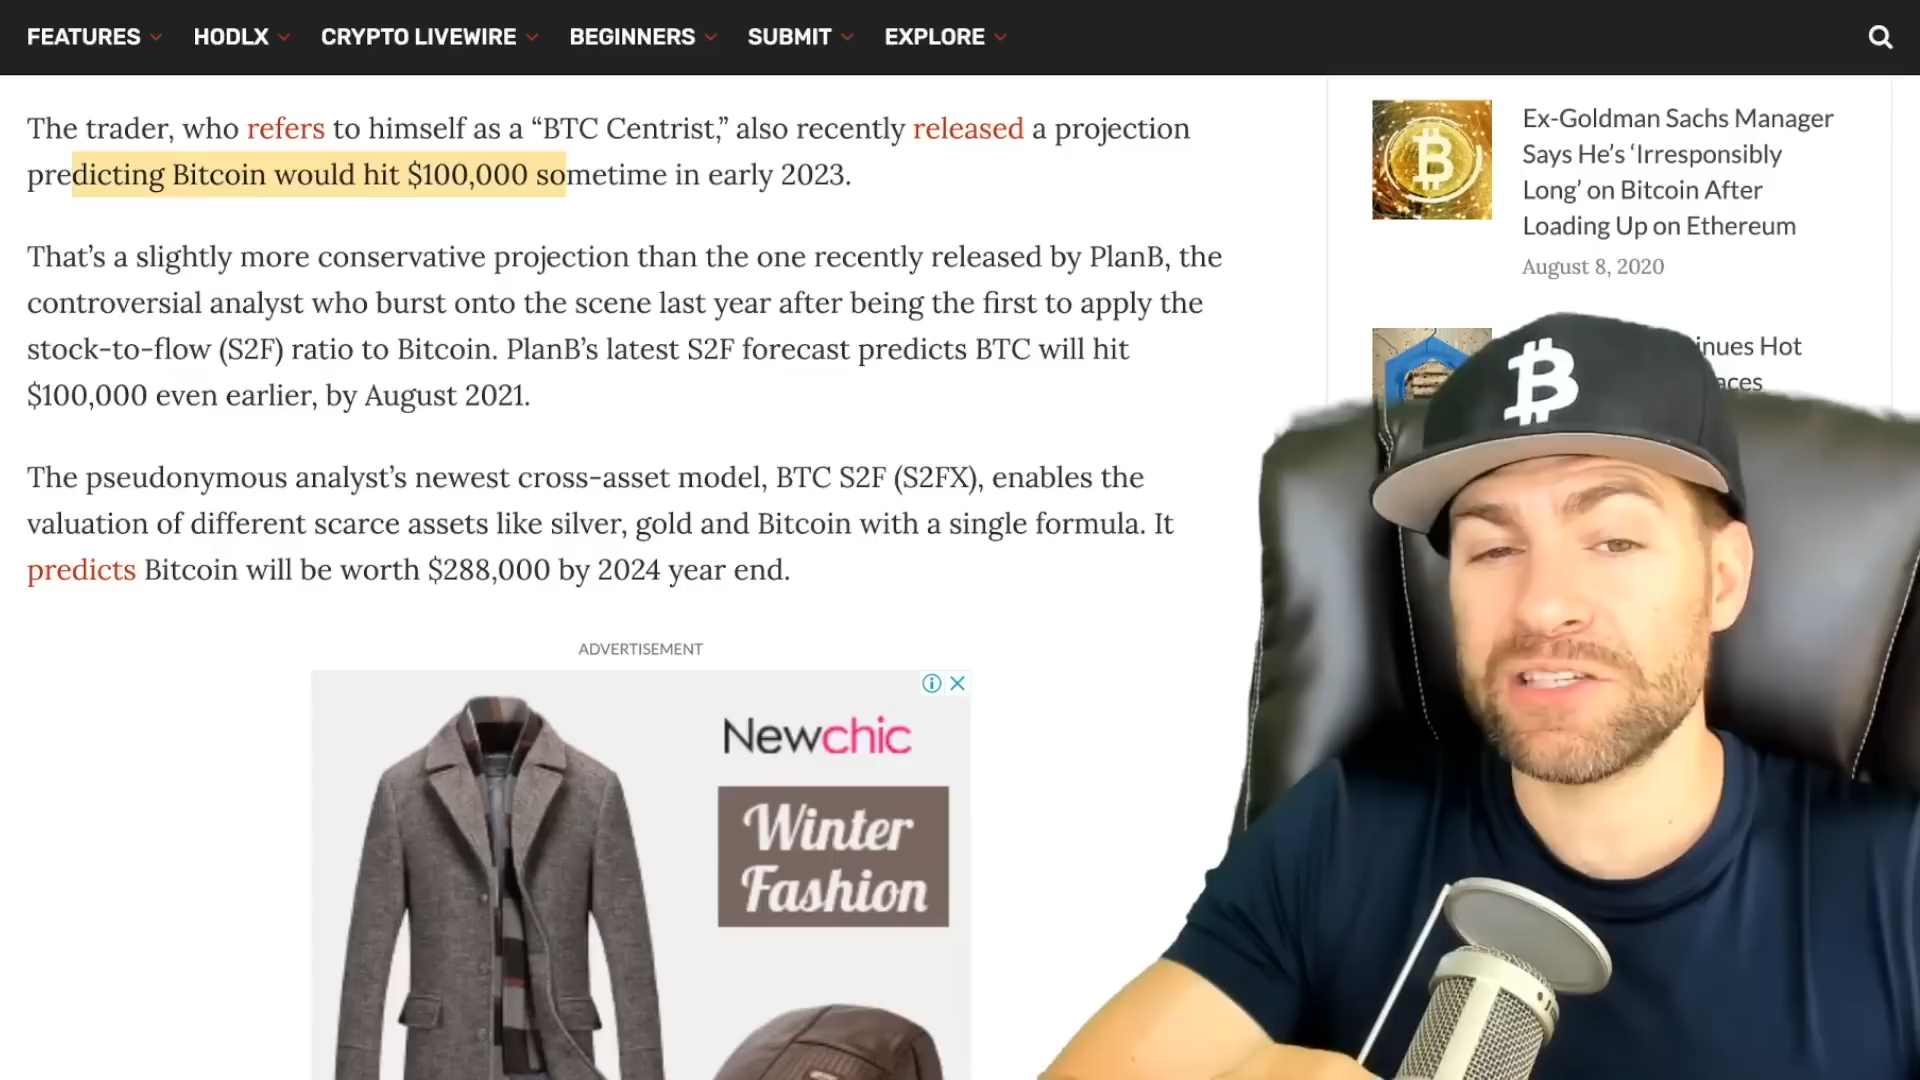 FEATURES HODLX CRYPTO LIVEWIRE BEGINNERS SUBMIT EXPLORE
The trader, who refers to himself as a “BTC Centrist,” also recently released a projection
predicting Bitcoin would hit $100,000 sometime in early 2023.
That’s a slightly more conservative projection than the one recently released by PlanB, the
controversial analyst who burst onto the scene last year after being the first to apply the
stock-to-flow (S2F) ratio to Bitcoin. PlanB’s latest S2F forecast predicts BTC will hit
$100,000 even earlier, by August 2021.
The pseudonymous analyst’s newest cross-asset model, BTC S2F (S2FX), enables the
valuation of different scarce assets like silver, gold and Bitcoin with a single formula. It
predicts Bitcoin will be worth $288,000 by 2024 year end.
ADVERTISEMENT
Newchic
Winter
Fashion
Ex-Goldman Sachs Manager
Says He’s ‘Irresponsibly
Long’ on Bitcoin After
Loading Up on Ethereum
August 8, 2020
Hot